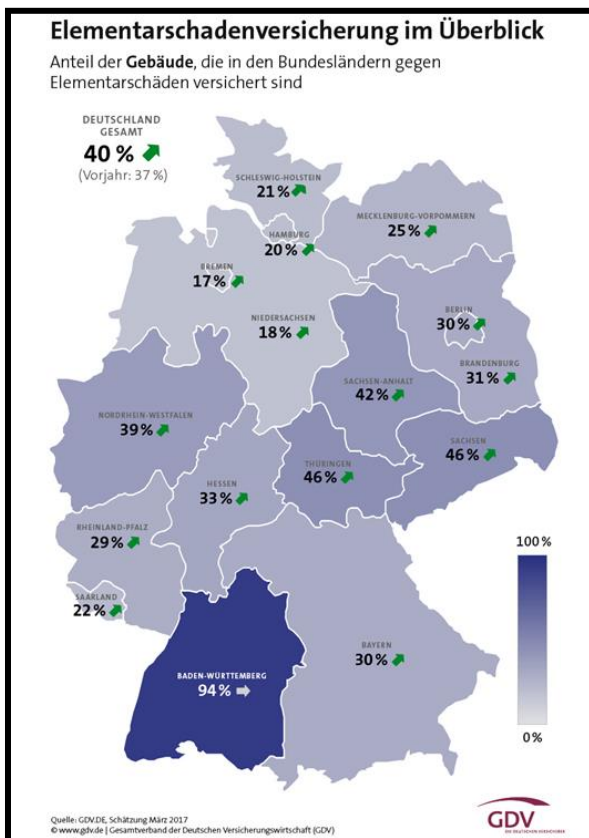 Elementarschadenversicherung im Überblick
Anteil der Gebäude, die in den Bundesländern gegen
Elementarschäden versichert sind
DEUTSCHLAND
GESAMT
40 %
(Vorjahr: 37 %)
SCHLESWIG-HOLSTEIN
21 %
MECKLENBURG-VORPOMMERN
25 %
HAMBURG
20 %
BREMEN
17 %
NIEDERSACHSEN
18 %
BERLIN
30 %
BRANDENBURG
31 %
SACHSEN-ANHALT
42 %
NORDRHEIN-WESTFALEN
39 %
SACHSEN
46 %
THÜRINGEN
46 %
HESSEN
33 %
RHEINLAND-PFALZ
29 %
SAARLAND
22 %
100 %
0 %
BAYERN
30 %
BADEN-WÜRTTEMBERG
94 %
Quelle: GDV.DE, Schätzung März 2017
© www.gdv.de | Gesamtverband der Deutschen Versicherungswirtschaft (GDV)
GDV
DIE DEUTSCHEN VERSICHERER